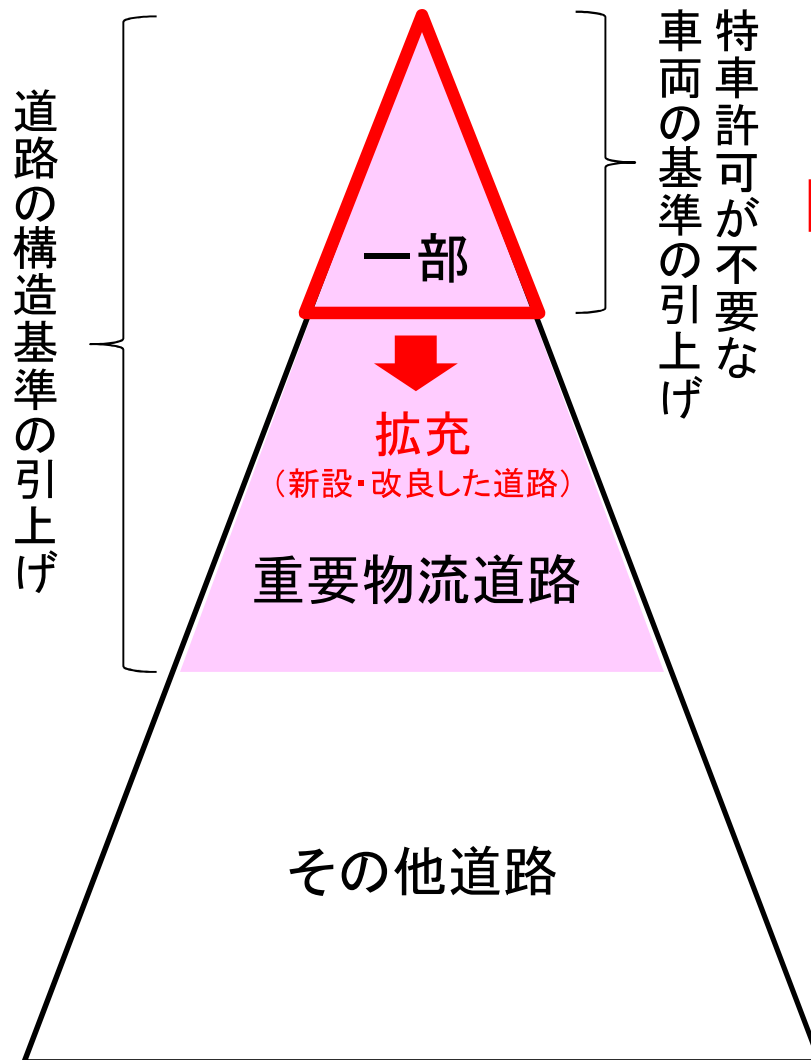 特車許可が不要な
車両の基準の引上げ
道路の構造基準の引上げ
一部
拡充
（新設・改良した道路）
重要物流道路
その他道路